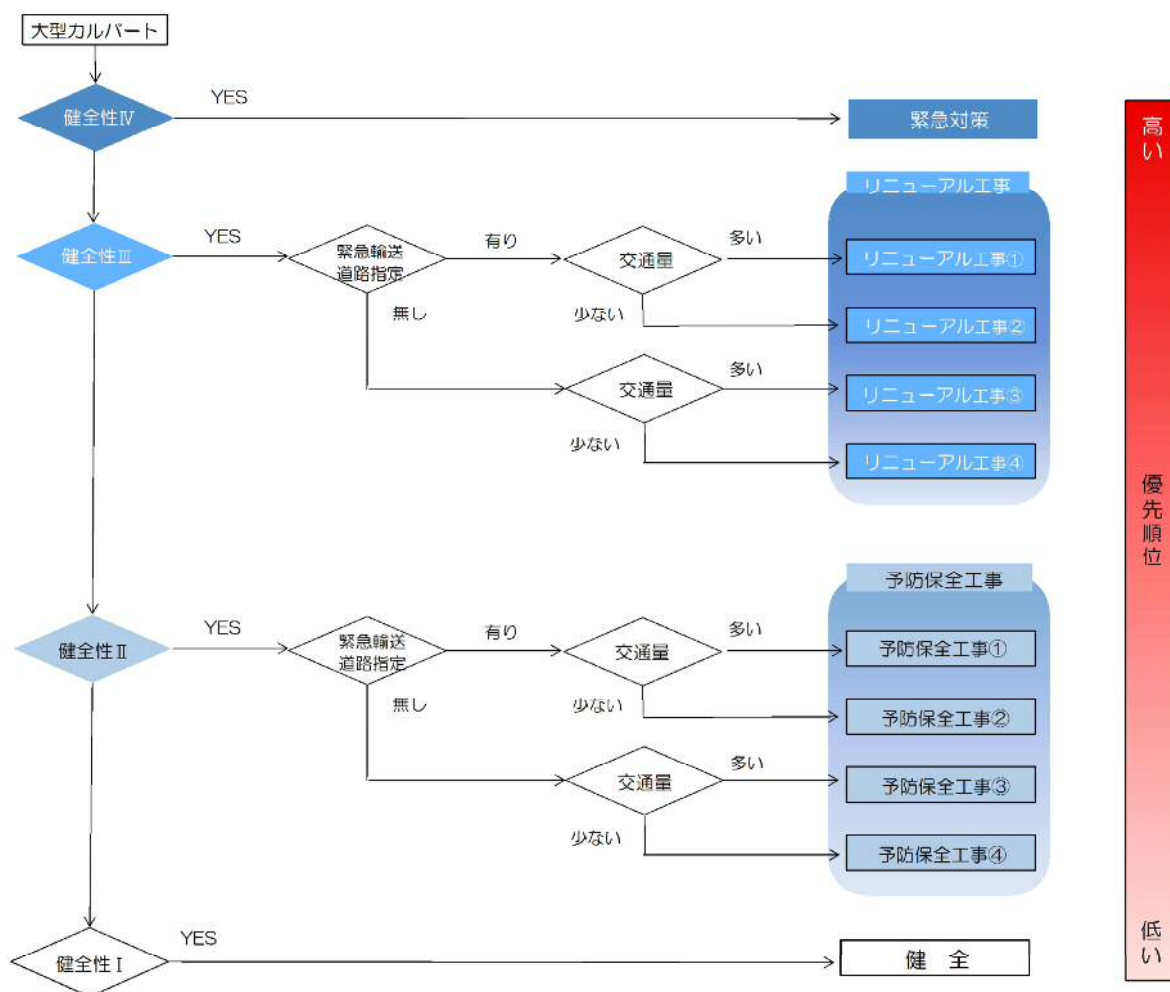 大型カルバート
健全性Ⅳ
YES
緊急対策
リニューアル工事
健全性Ⅲ
YES
緊急輸送
道路指定
有り
交通量
多い
リニューアル工事①
無し
少ない
リニューアル工事②
交通量
多い
リニューアル工事③
少ない
リニューアル工事④
予防保全工事
健全性Ⅱ
YES
緊急輸送
道路指定
有り
交通量
多い
予防保全工事①
無し
少ない
予防保全工事②
交通量
多い
予防保全工事③
少ない
予防保全工事④
健全性Ⅰ
YES
健 全
高い
優先順位
低い